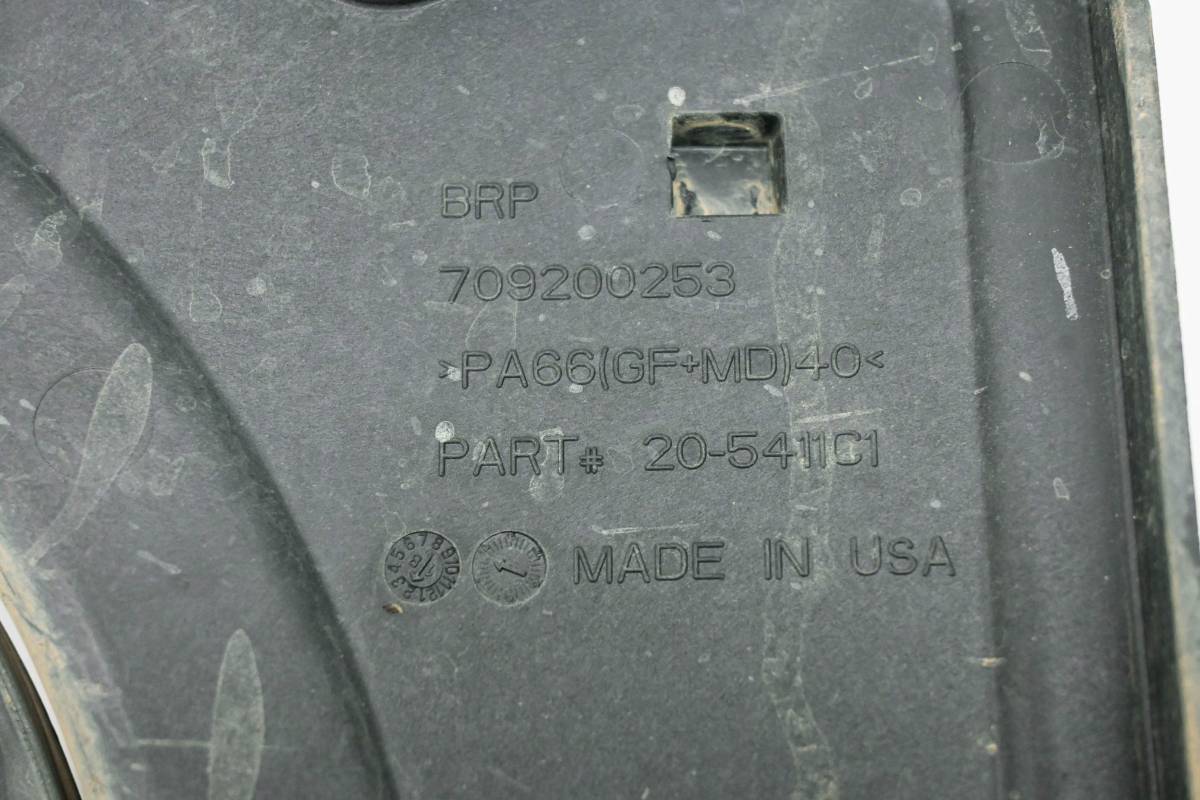 BRP
709200253
>PA66(GF+MD)40<
PART# 20-5411C1
MADE IN USA